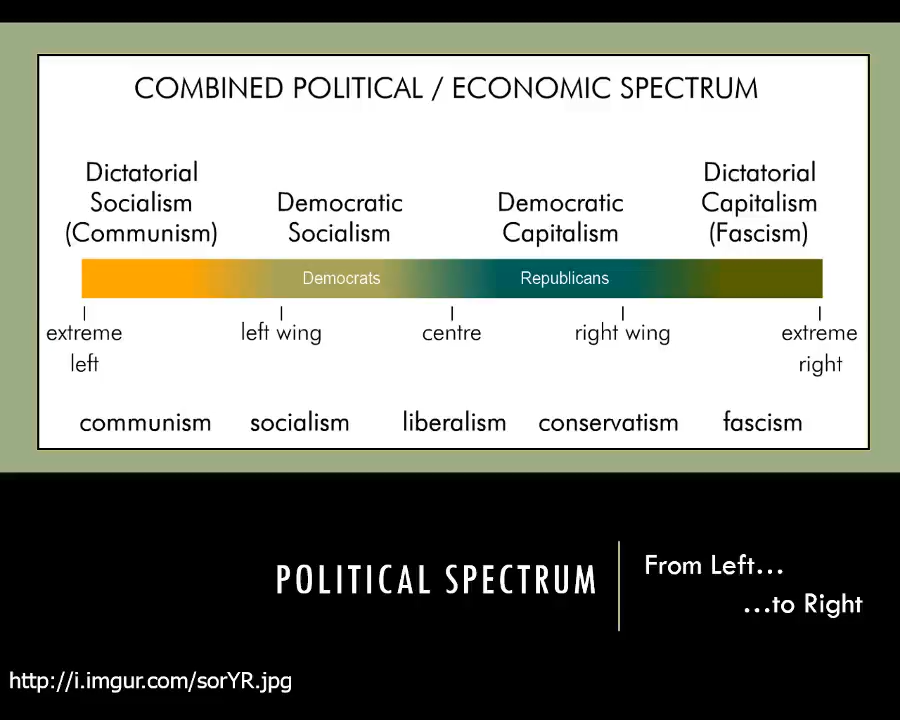 COMBINED POLITICAL / ECONOMIC SPECTRUM
Dictatorial
Socialism
(Communism)
Democratic
Socialism
Democratic
Capitalism
Dictatorial
Capitalism
(Fascism)
Democrats
Republicans
extreme
left
left wing
centre
right wing
extreme
right
communism
socialism
liberalism
conservatism
fascism
POLITICAL SPECTRUM
From Left…
…to Right
http://i.imgur.com/sorYR.jpg